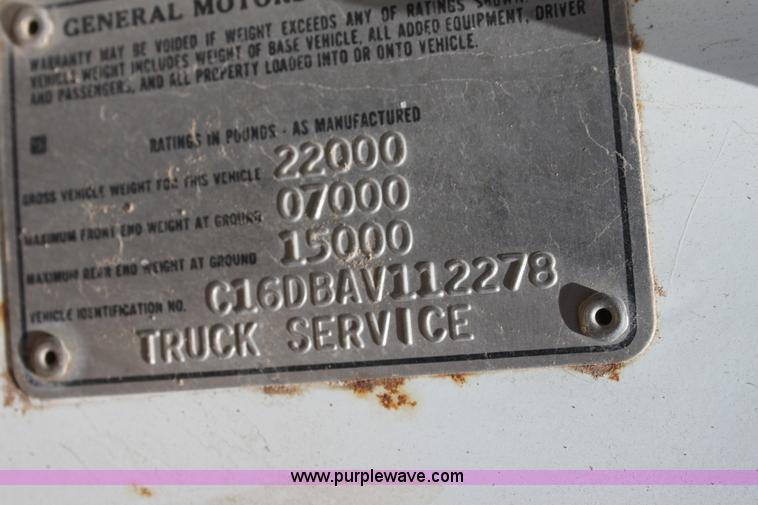 GENERAL MOTORS
WARRANTY MAY BE VOIDED IF WEIGHT EXCEEDS ANY OF RATINGS SHOWN.
VEHICLE WEIGHT INCLUDES WEIGHT OF BASE VEHICLE, ALL ADDED EQUIPMENT, DRIVER
AND PASSENGERS, AND ALL PROPERTY LOADED INTO OR ONTO VEHICLE.
RATINGS IN POUNDS - AS MANUFACTURED
GROSS VEHICLE WEIGHT FOR THIS VEHICLE 22000
MAXIMUM FRONT END WEIGHT AT GROUND 07000
MAXIMUM REAR END WEIGHT AT GROUND 15000
VEHICLE IDENTIFICATION NO. C16DBAV112278
TRUCK SERVICE
www.purplewave.com